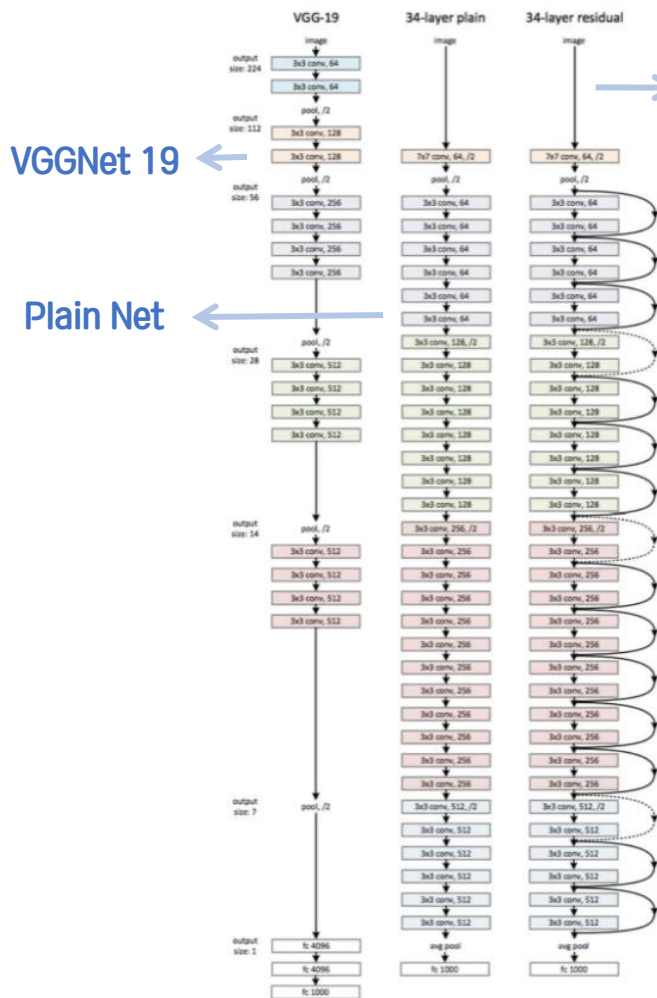 VGG-19
34-layer plain
34-layer residual
image
image
image
output
size: 224
3x3 conv, 64
3x3 conv, 64
pool, /2
output
size: 112
3x3 conv, 128
3x3 conv, 128
pool, /2
output
size: 56
3x3 conv, 256
3x3 conv, 256
3x3 conv, 256
3x3 conv, 256
pool, /2
output
size: 28
3x3 conv, 512
3x3 conv, 512
3x3 conv, 512
3x3 conv, 512
output
size: 14
pool, /2
3x3 conv, 512
3x3 conv, 512
3x3 conv, 512
3x3 conv, 512
output
size: 7
pool, /2
output
size: 1
fc 4096
fc 4096
fc 1000
7x7 conv, 64, /2
pool, /2
3x3 conv, 64
3x3 conv, 64
3x3 conv, 64
3x3 conv, 64
3x3 conv, 64
3x3 conv, 64
3x3 conv, 128, /2
3x3 conv, 128
3x3 conv, 128
3x3 conv, 128
3x3 conv, 128
3x3 conv, 128
3x3 conv, 128
3x3 conv, 128
3x3 conv, 256, /2
3x3 conv, 256
3x3 conv, 256
3x3 conv, 256
3x3 conv, 256
3x3 conv, 256
3x3 conv, 256
3x3 conv, 256
3x3 conv, 256
3x3 conv, 256
3x3 conv, 256
3x3 conv, 256
3x3 conv, 512, /2
3x3 conv, 512
3x3 conv, 512
3x3 conv, 512
3x3 conv, 512
3x3 conv, 512
avg pool
fc 1000
7x7 conv, 64, /2
pool, /2
3x3 conv, 64
3x3 conv, 64
3x3 conv, 64
3x3 conv, 64
3x3 conv, 64
3x3 conv, 64
3x3 conv, 128, /2
3x3 conv, 128
3x3 conv, 128
3x3 conv, 128
3x3 conv, 128
3x3 conv, 128
3x3 conv, 128
3x3 conv, 128
3x3 conv, 256, /2
3x3 conv, 256
3x3 conv, 256
3x3 conv, 256
3x3 conv, 256
3x3 conv, 256
3x3 conv, 256
3x3 conv, 256
3x3 conv, 256
3x3 conv, 256
3x3 conv, 256
3x3 conv, 256
3x3 conv, 512, /2
3x3 conv, 512
3x3 conv, 512
3x3 conv, 512
3x3 conv, 512
3x3 conv, 512
avg pool
fc 1000
VGGNet 19
Plain Net